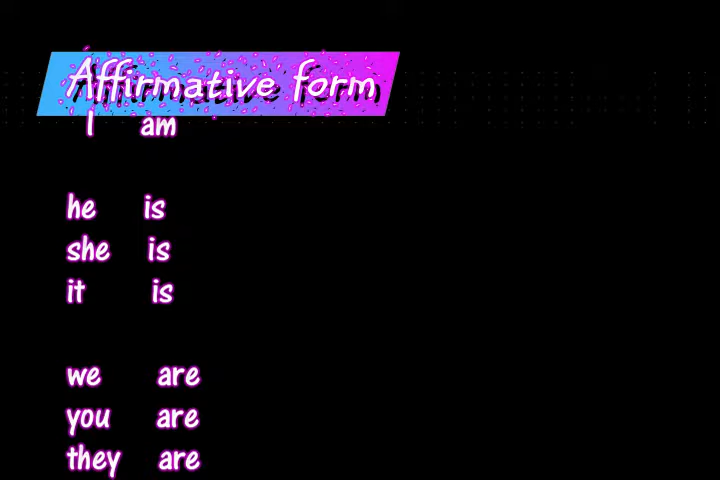 Affirmative form
I am
he is
she is
it is
we are
you are
they are